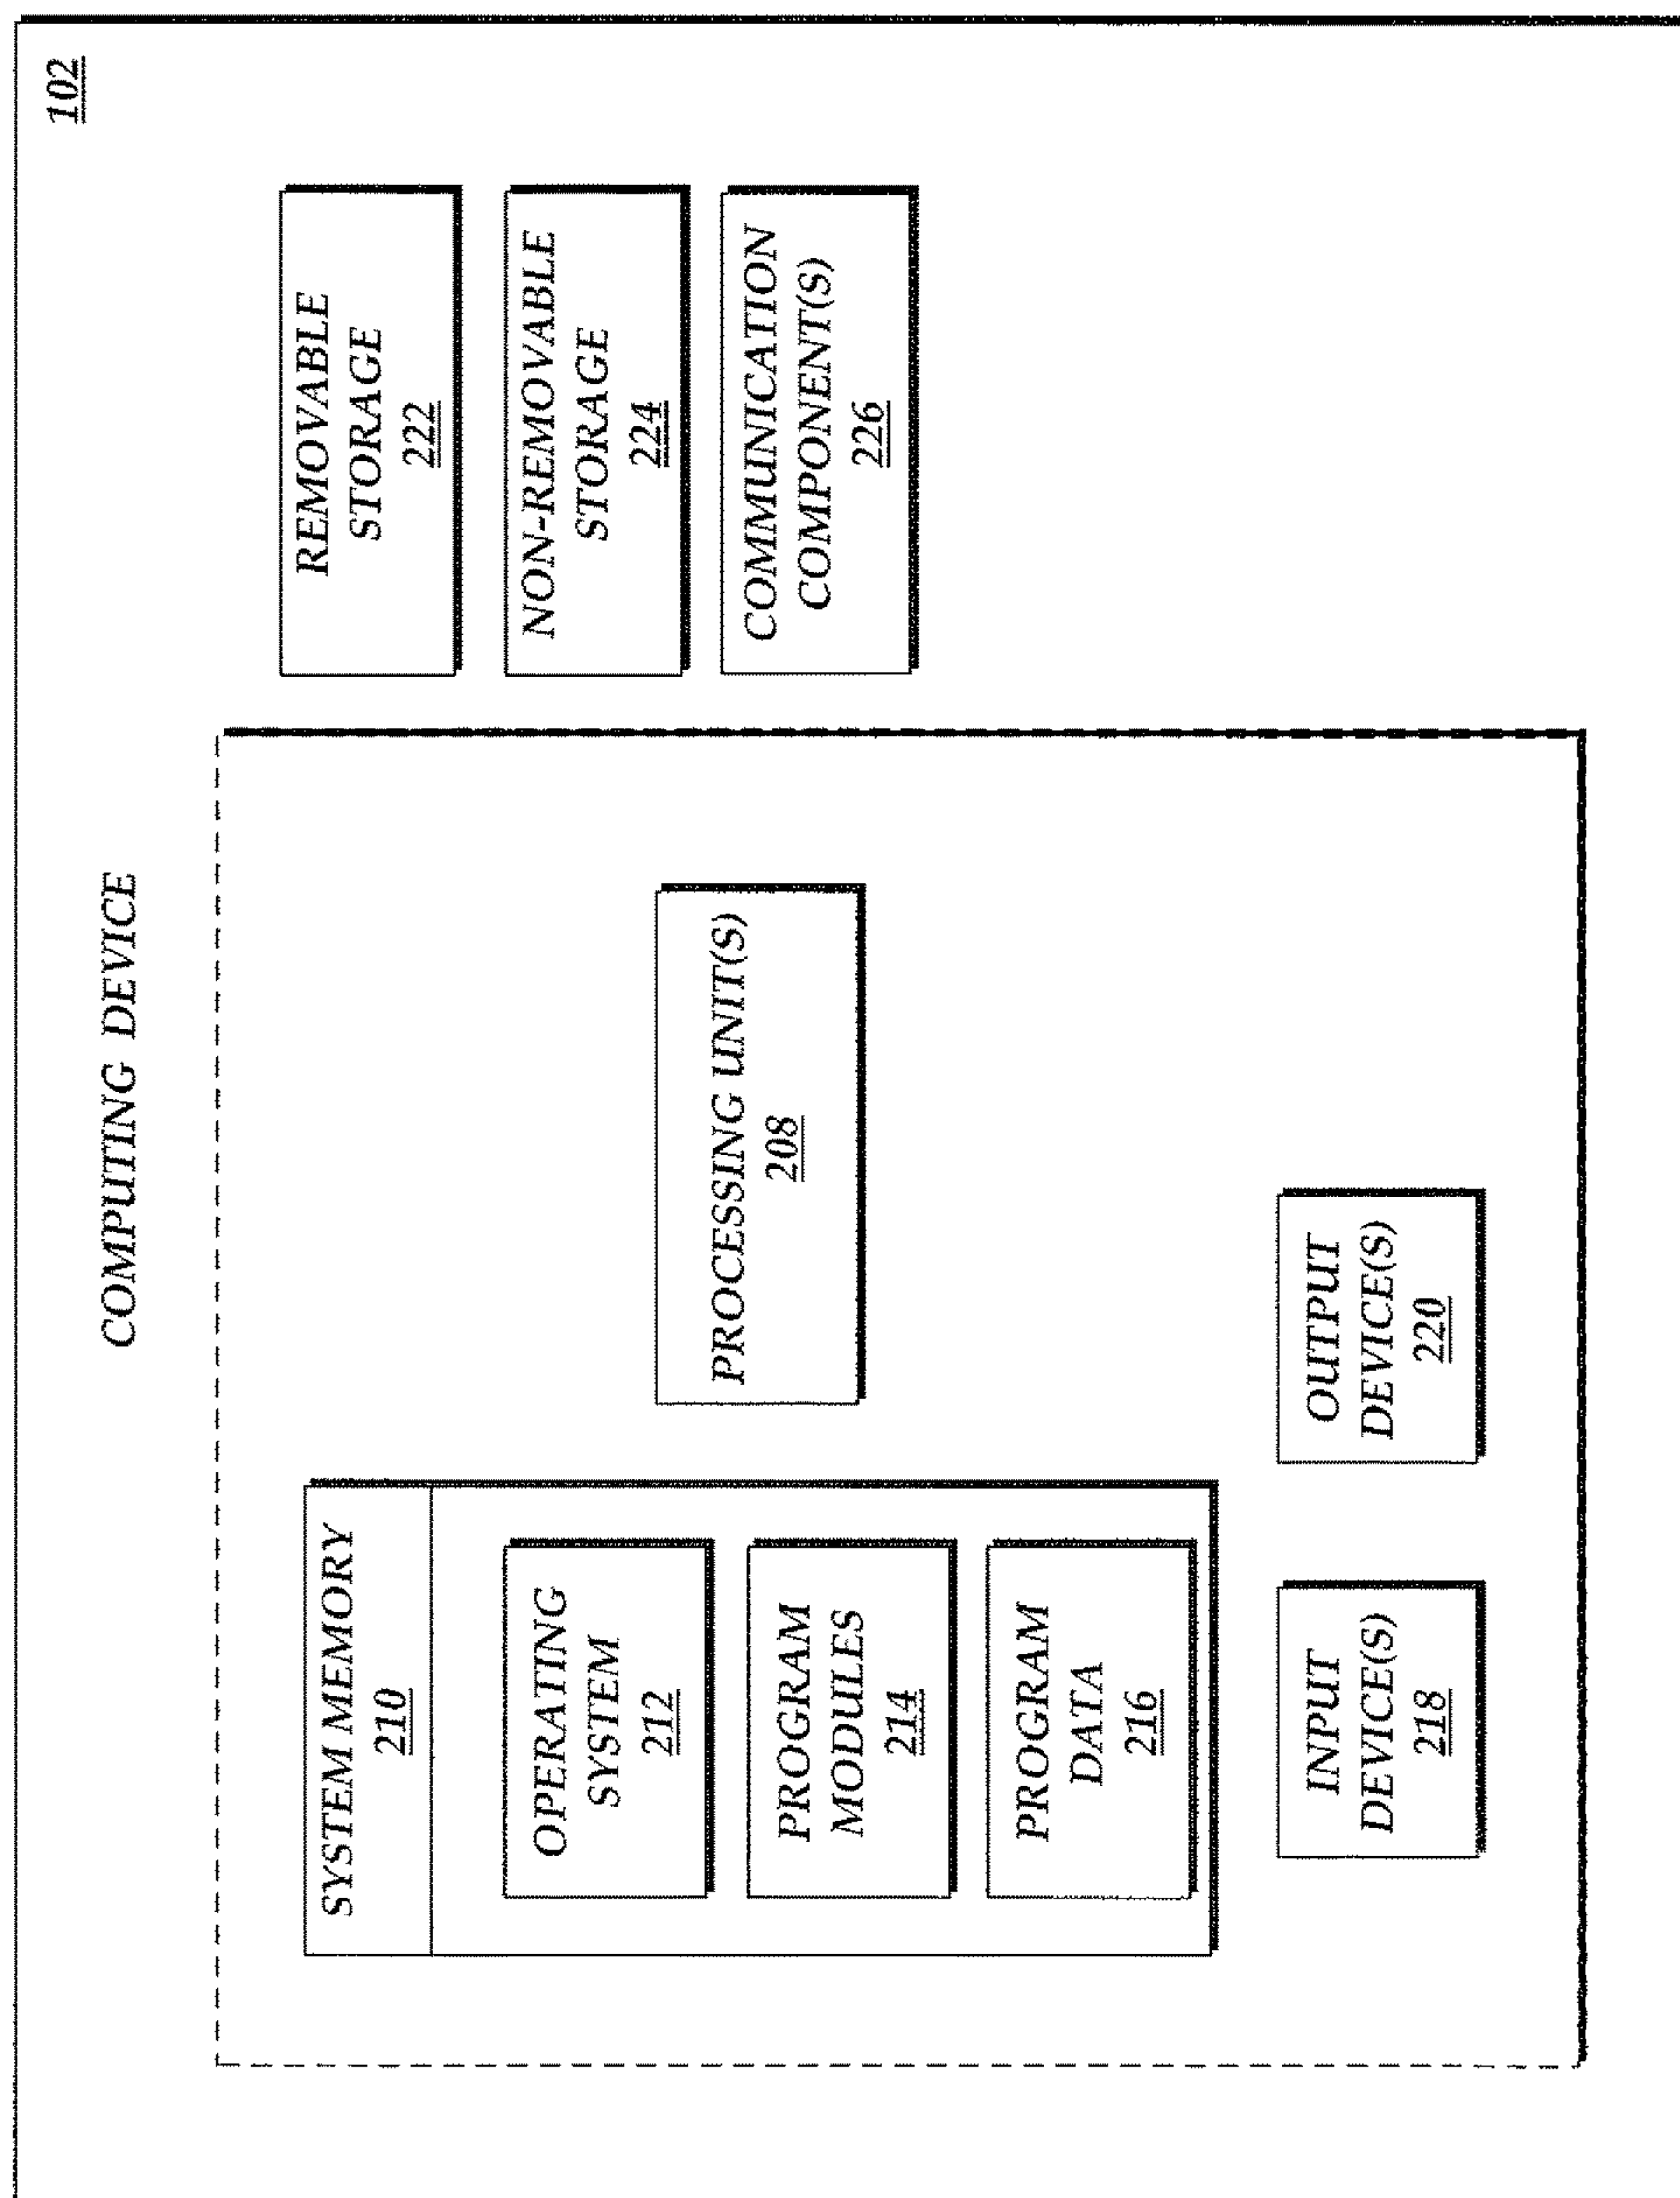 102
COMPUTING DEVICE
SYSTEM MEMORY
210
OPERATING
SYSTEM
212
PROGRAM
MODULES
214
PROGRAM
DATA
216
PROCESSING UNIT(S)
208
INPUT
DEVICE(S)
218
OUTPUT
DEVICE(S)
220
REMOVABLE
STORAGE
222
NON-REMOVABLE
STORAGE
224
COMMUNICATION
COMPONENT(S)
226